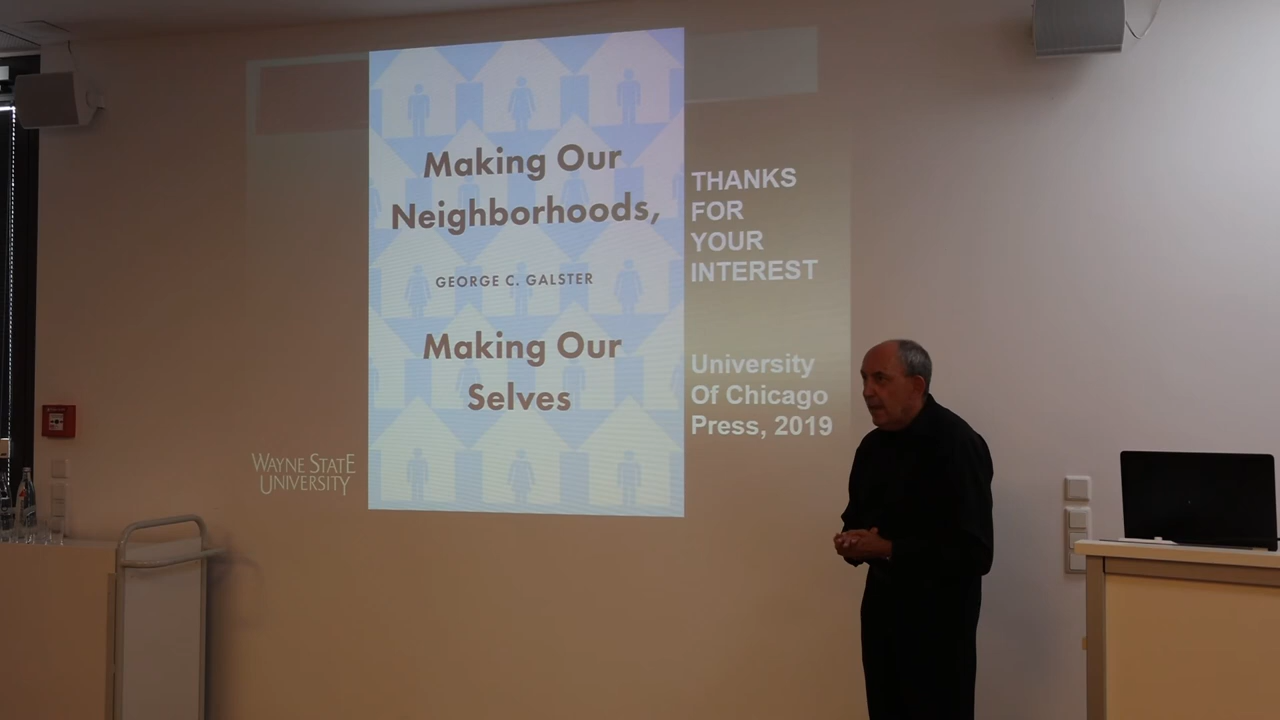 Making Our
Neighborhoods,
GEORGE C. GALSTER
Making Our
Selves
THANKS
FOR
YOUR
INTEREST
University
Of Chicago
Press, 2019
WAYNE STATE
UNIVERSITY